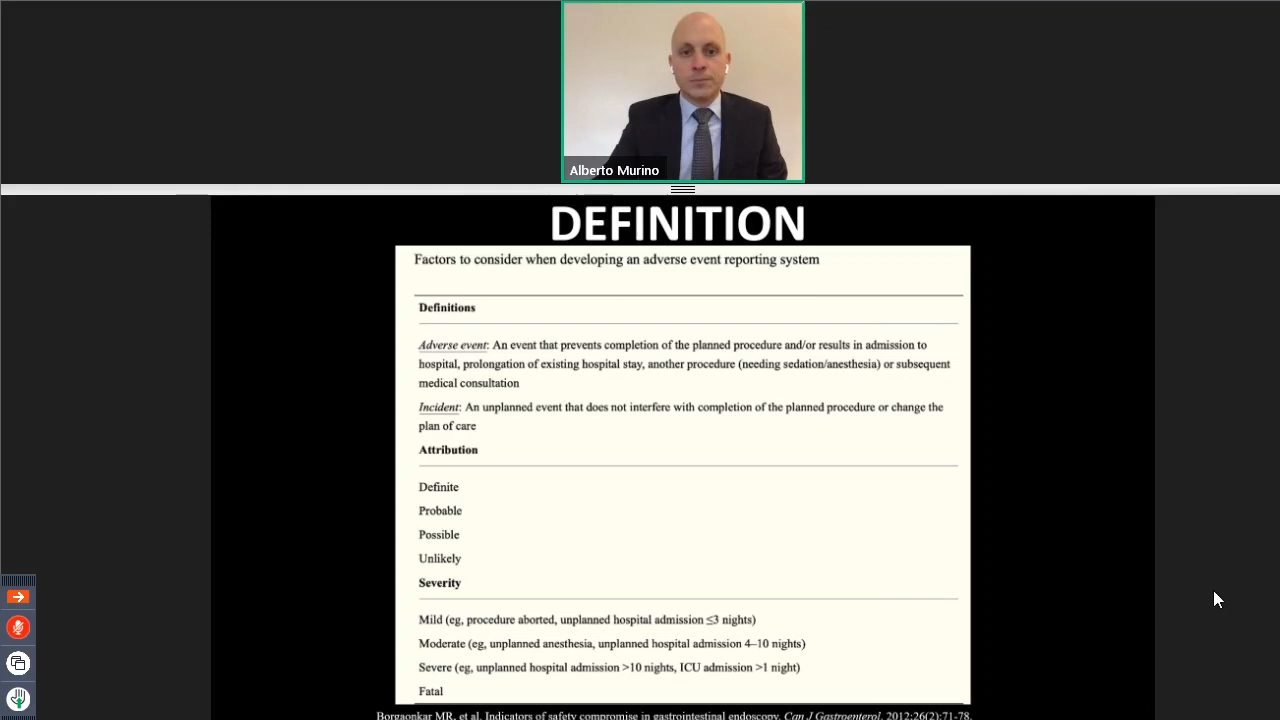 Alberto Murino
DEFINITION
Factors to consider when developing an adverse event reporting system
Definitions
Adverse event: An event that prevents completion of the planned procedure and/or results in admission to
hospital, prolongation of existing hospital stay, another procedure (needing sedation/anesthesia) or subsequent
medical consultation
Incident: An unplanned event that does not interfere with completion of the planned procedure or change the
plan of care
Attribution
Definite
Probable
Possible
Unlikely
Severity
Mild (eg, procedure aborted, unplanned hospital admission ≤3 nights)
Moderate (eg, unplanned anesthesia, unplanned hospital admission 4–10 nights)
Severe (eg, unplanned hospital admission >10 nights, ICU admission >1 night)
Fatal
Borgaonkar MR, et al. Indicators of safety compromise in gastrointestinal endoscopy. Can J Gastroenterol. 2012;26(2):71-78.